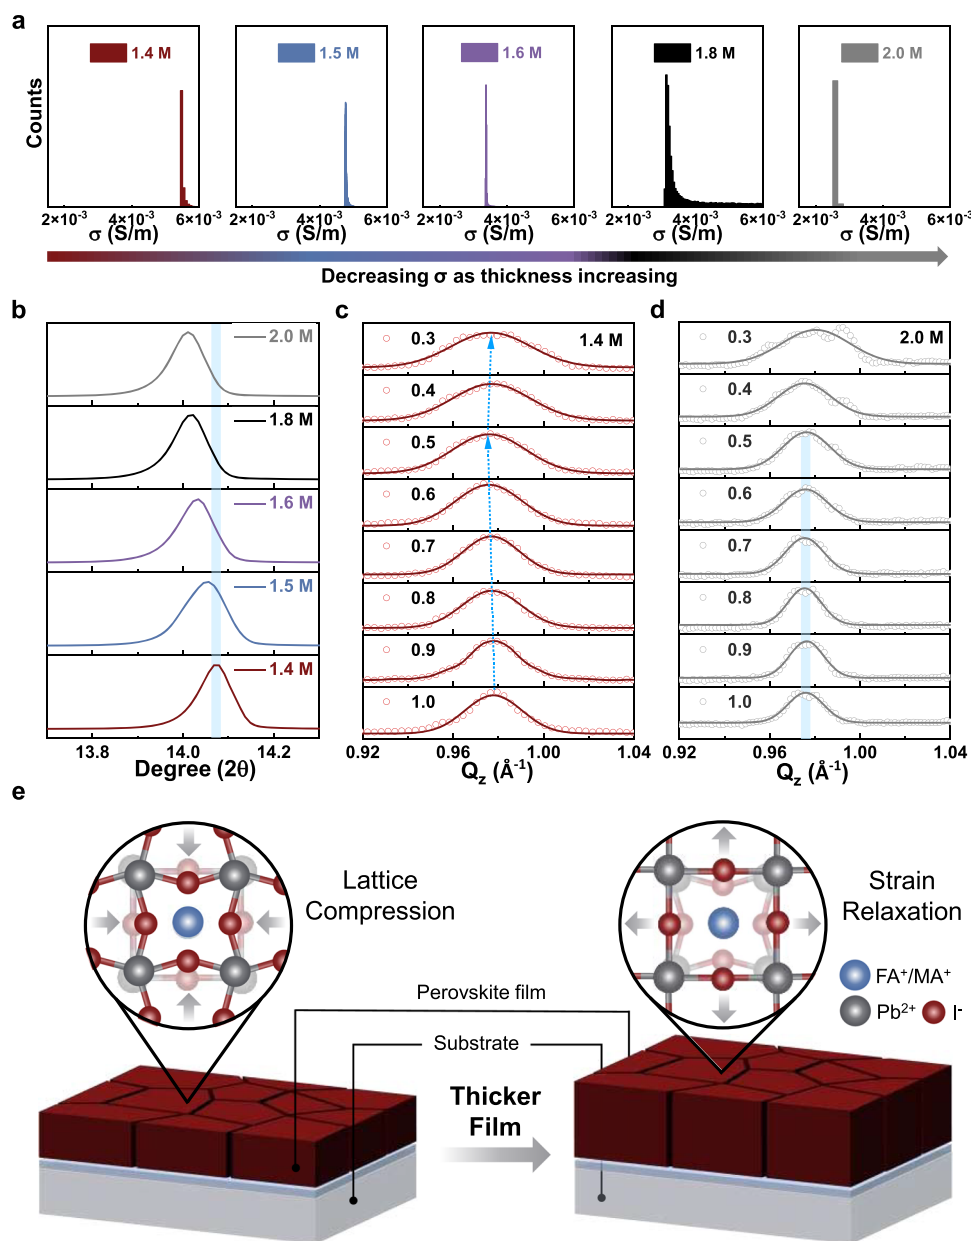 a
1.4 M
1.5 M
1.6 M
1.8 M
2.0 M
Counts
2×10⁻³ 4×10⁻³ 6×10⁻³
2×10⁻³ 4×10⁻³ 6×10⁻³
2×10⁻³ 4×10⁻³ 6×10⁻³
2×10⁻³ 4×10⁻³ 6×10⁻³
2×10⁻³ 4×10⁻³ 6×10⁻³
σ (S/m)
σ (S/m)
σ (S/m)
σ (S/m)
σ (S/m)
Decreasing σ as thickness increasing
b
2.0 M
1.8 M
1.6 M
1.5 M
1.4 M
13.8 14.0 14.2
Degree (2θ)
c
0.3 1.4 M
0.4
0.5
0.6
0.7
0.8
0.9
1.0
0.92 0.96 1.00 1.04
Q_z (Å⁻¹)
d
0.3 2.0 M
0.4
0.5
0.6
0.7
0.8
0.9
1.0
0.92 0.96 1.00 1.04
Q_z (Å⁻¹)
e
Lattice
Compression
Strain
Relaxation
FA⁺/MA⁺
Pb²⁺
I⁻
Perovskite film
Substrate
Thicker
Film